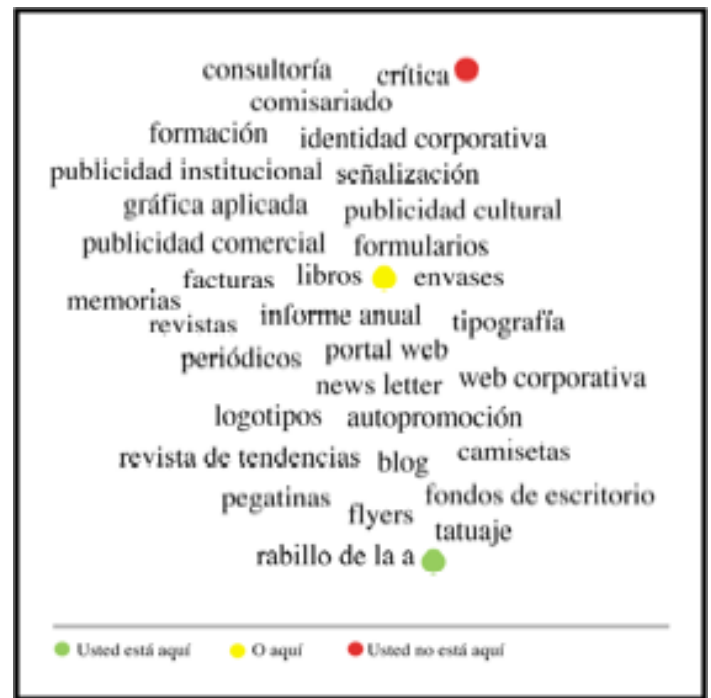 consultoría crítica
comisariado
formación identidad corporativa
publicidad institucional señalización
gráfica aplicada publicidad cultural
publicidad comercial formularios
facturas libros envases
memorias
revistas informe anual tipografía
periódicos portal web
news letter web corporativa
logotipos autopromoción
revista de tendencias blog camisetas
pegatinas fondos de escritorio
flyers
tatuaje
rabillo de la a
Usted está aquí O aquí Usted no está aquí